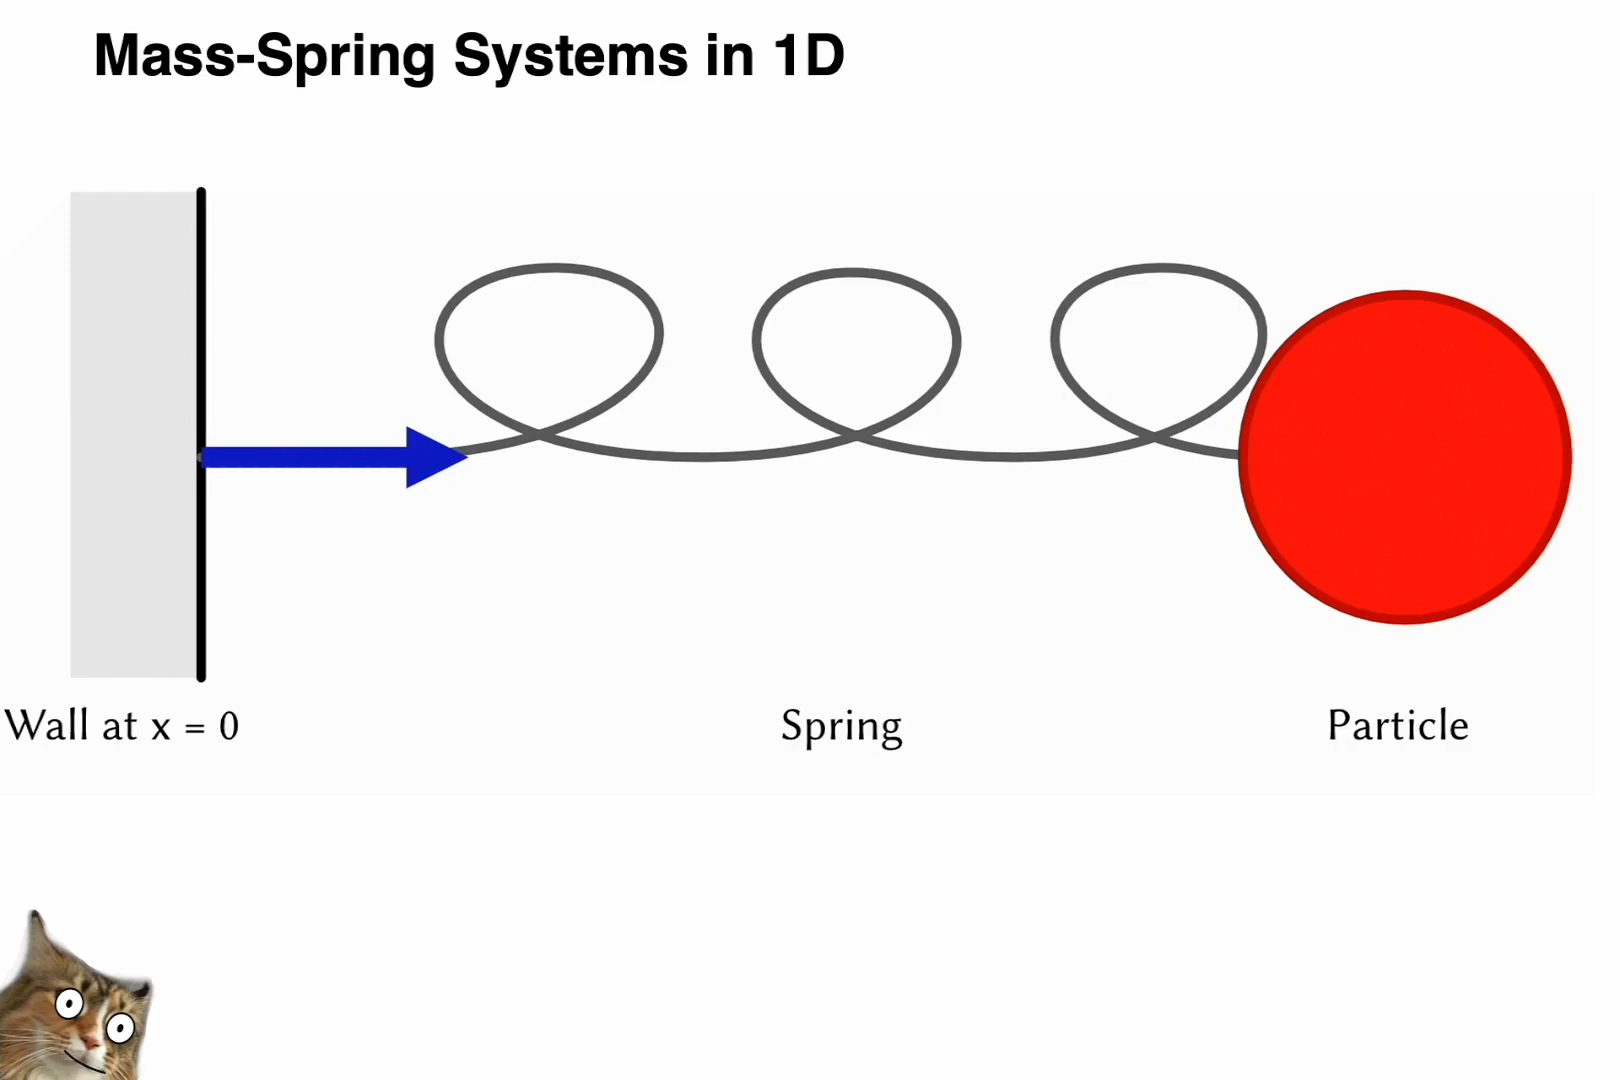 Mass-Spring Systems in 1D
Wall at x = 0
Spring
Particle